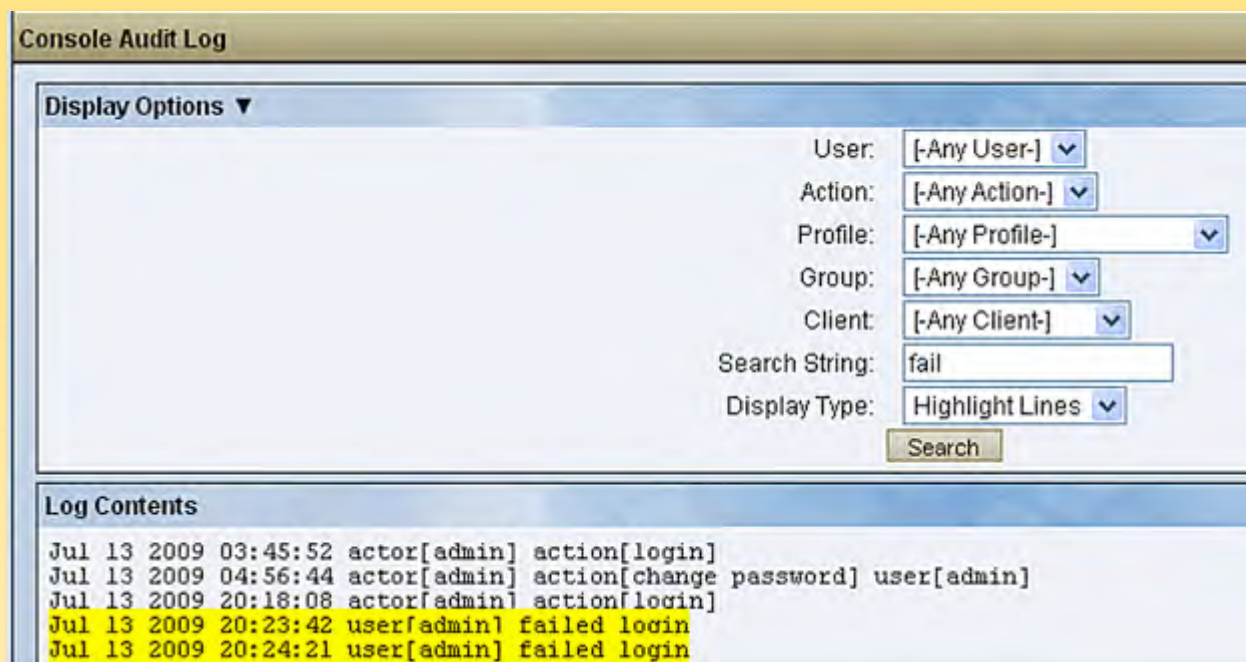 Console Audit Log
Display Options ▼
User: [-Any User-]
Action: [-Any Action-]
Profile: [-Any Profile-]
Group: [-Any Group-]
Client: [-Any Client-]
Search String: fail
Display Type: Highlight Lines
Search
Log Contents
Jul 13 2009 03:45:52 actor[admin] action[login]
Jul 13 2009 04:56:44 actor[admin] action[change password] user[admin]
Jul 13 2009 20:18:08 actor[admin] action[login]
Jul 13 2009 20:23:42 user[admin] failed login
Jul 13 2009 20:24:21 user[admin] failed login